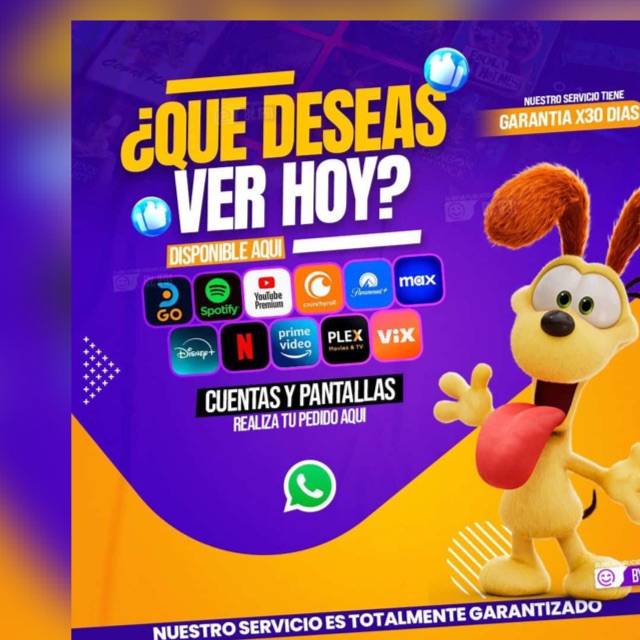 ¿QUE DESEAS
VER HOY?
NUESTRO SERVICIO TIENE
GARANTIA X30 DIAS
DISPONIBLE AQUI
GO
Spotify
YouTube
Premium
crunchyroll
Paramount+
max
Disney+
N
prime
video
PLEX
Movies & TV
ViX
CUENTAS Y PANTALLAS
REALIZA TU PEDIDO AQUI
NUESTRO SERVICIO ES TOTALMENTE GARANTIZADO